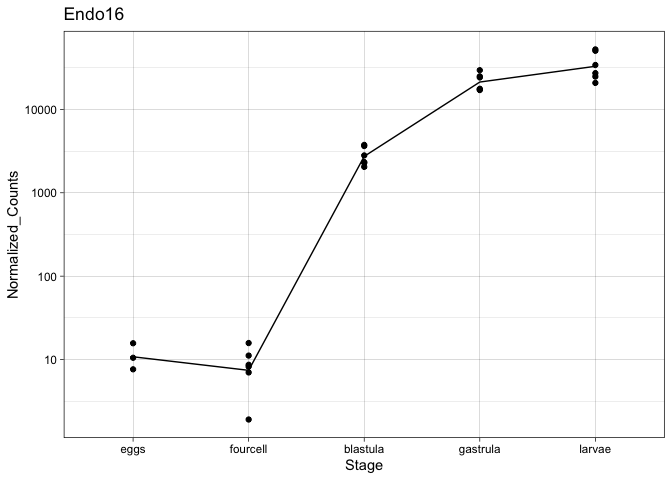 Endo16
Normalized_Counts
10000
1000
100
10
eggs fourcell blastula gastrula larvae
Stage